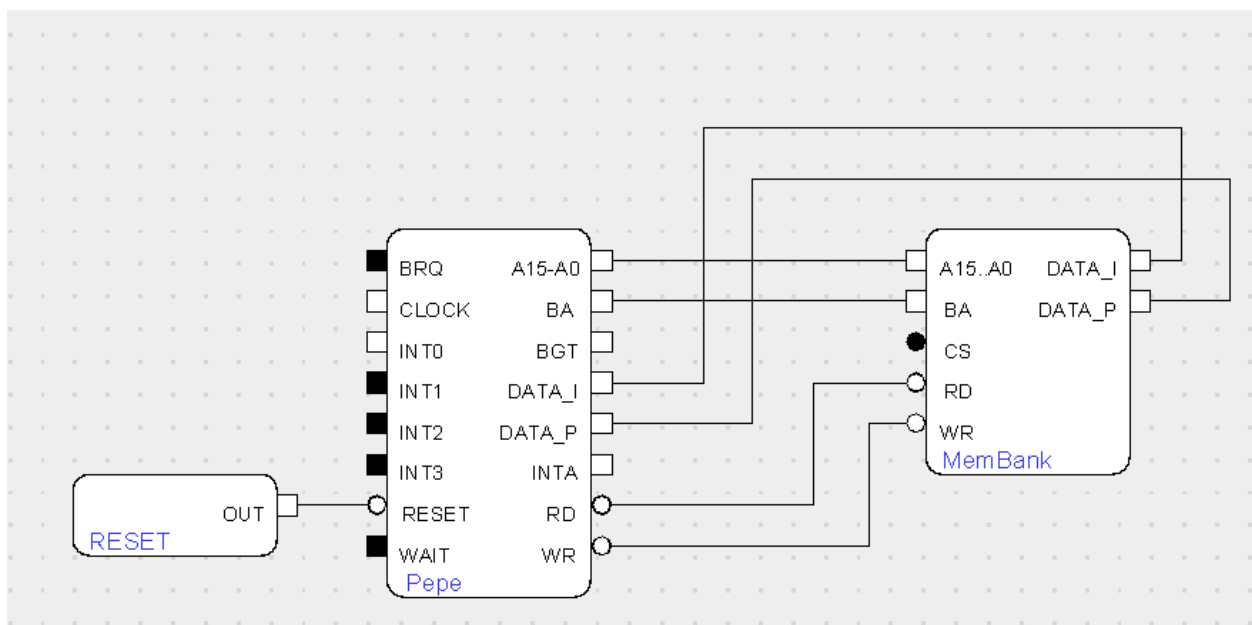 BRQ A15-A0
CLOCK BA
INT0 BGT
INT1 DATA_I
INT2 DATA_P
INT3 INTA
RESET RD
WAIT WR
Pepe
OUT
RESET
A15..A0 DATA_I
BA DATA_P
CS
RD
WR
MemBank